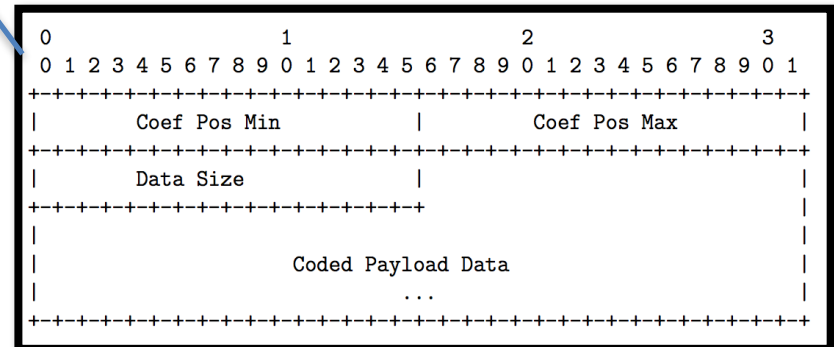 0                   1                   2                   3
0 1 2 3 4 5 6 7 8 9 0 1 2 3 4 5 6 7 8 9 0 1 2 3 4 5 6 7 8 9 0 1
+-+-+-+-+-+-+-+-+-+-+-+-+-+-+-+-+-+-+-+-+-+-+-+-+-+-+-+-+-+-+-+-+
|        Coef Pos Min           |         Coef Pos Max          |
+-+-+-+-+-+-+-+-+-+-+-+-+-+-+-+-+-+-+-+-+-+-+-+-+-+-+-+-+-+-+-+-+
|        Data Size              |                               |
+-+-+-+-+-+-+-+-+-+-+-+-+-+-+-+-+                               |
|                                                               |
|                     Coded Payload Data                        |
|                              ...                              |
+-+-+-+-+-+-+-+-+-+-+-+-+-+-+-+-+-+-+-+-+-+-+-+-+-+-+-+-+-+-+-+-+